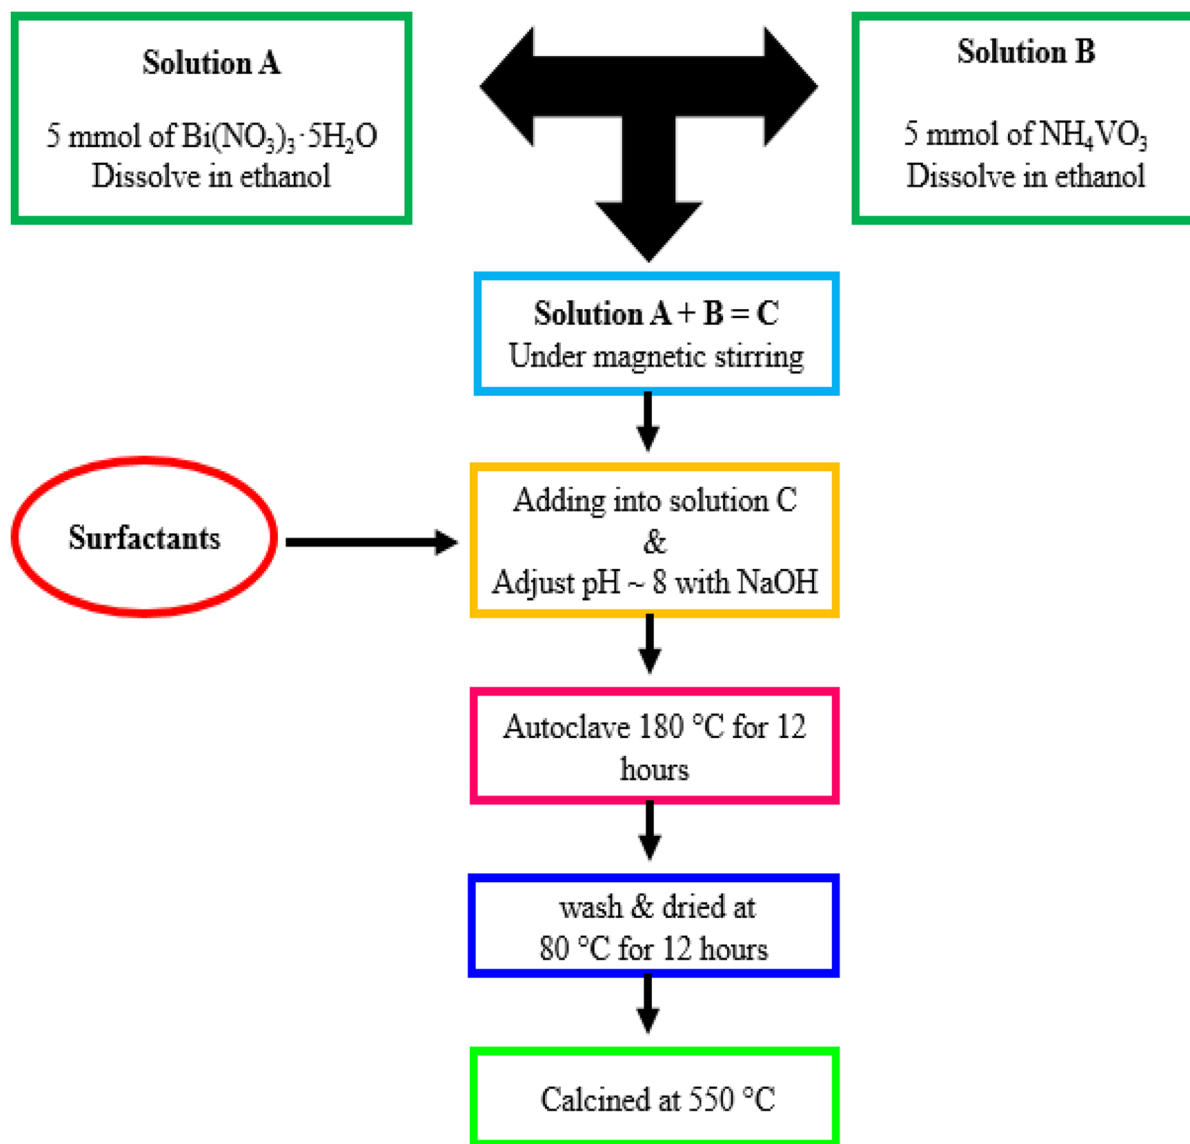 Solution A
5 mmol of Bi(NO₃)₃·5H₂O
Dissolve in ethanol
Solution B
5 mmol of NH₄VO₃
Dissolve in ethanol
Solution A + B = C
Under magnetic stirring
Surfactants
Adding into solution C
&
Adjust pH ~ 8 with NaOH
Autoclave 180 °C for 12
hours
wash & dried at
80 °C for 12 hours
Calcined at 550 °C